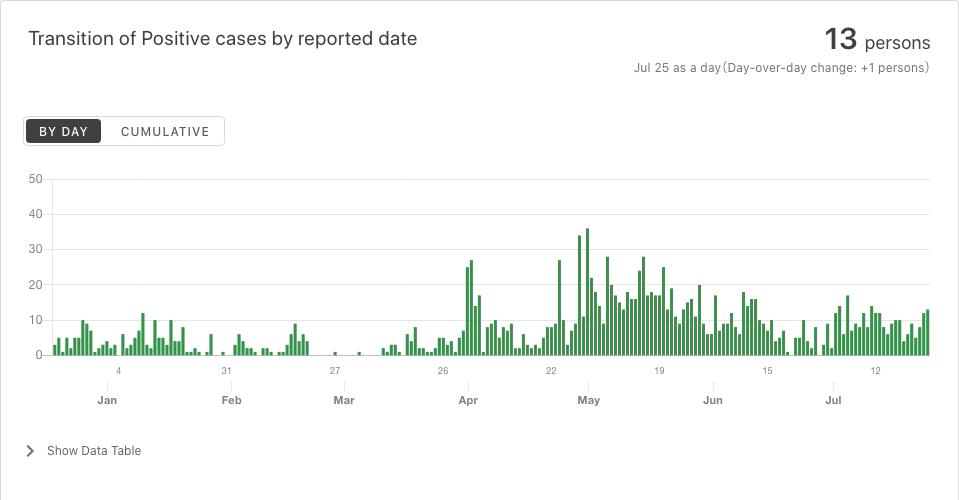 Transition of Positive cases by reported date
13 persons
Jul 25 as a day(Day-over-day change: +1 persons)
BY DAY CUMULATIVE
50
40
30
20
10
0
4 31 27 26 22 19 15 12
Jan Feb Mar Apr May Jun Jul
Show Data Table